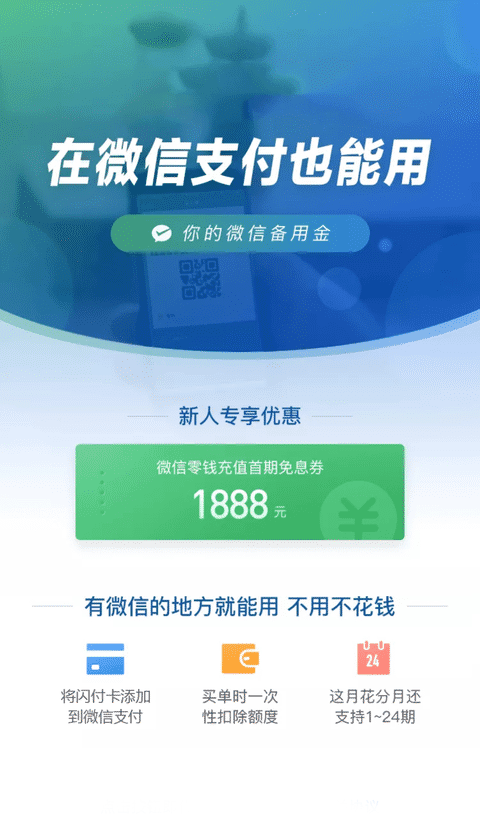 在微信支付也能用
你的微信备用金
新人专享优惠
微信零钱充值首期免息券
1888元
有微信的地方就能用 不用不花钱
24
将闪付卡添加
到微信支付
买单时一次
性扣除额度
这月花分月还
支持1~24期